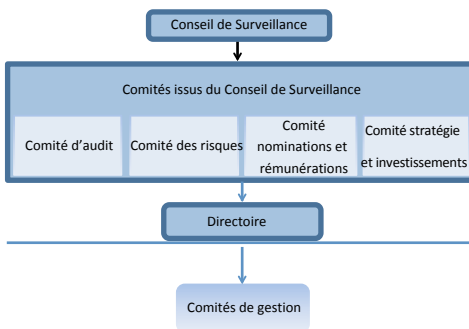 Conseil de Surveillance
Comités issus du Conseil de Surveillance
Comité d'audit
Comité des risques
Comité
nominations et
rémunérations
Comité stratégie
et investissements
Directoire
Comités de gestion